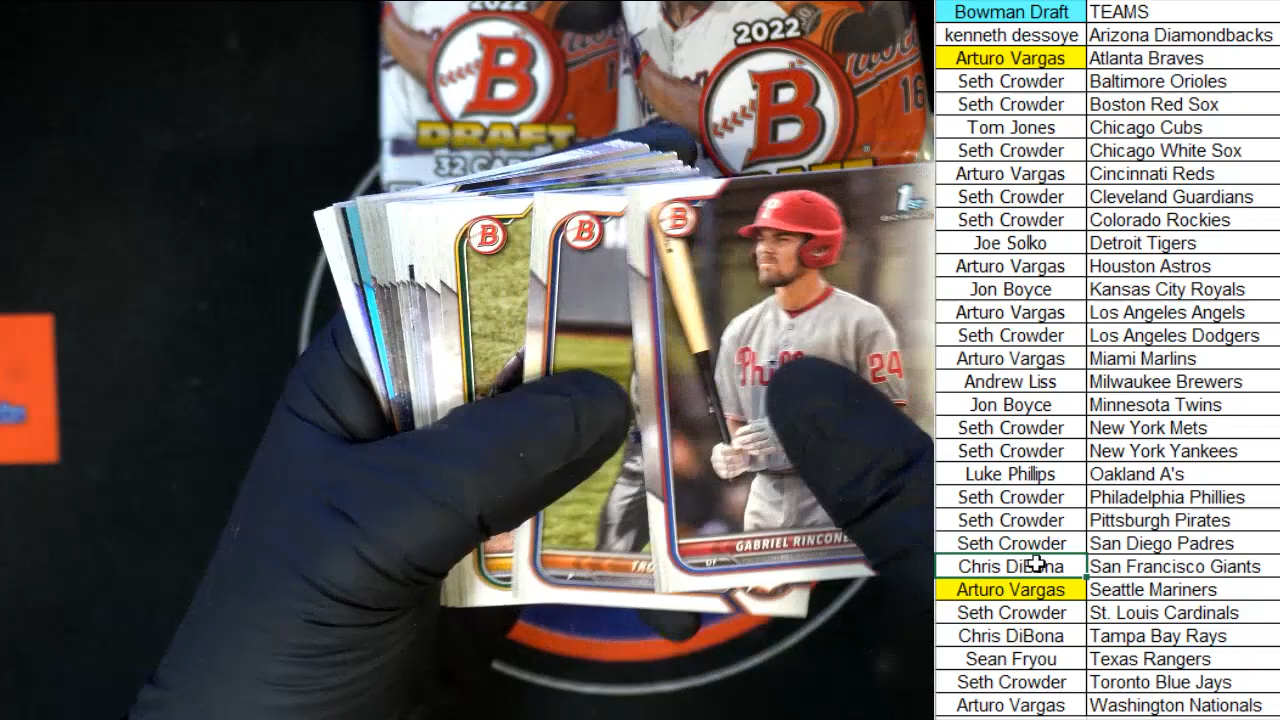 2022
B
DRAFT
32 CA
2022
B
16
1st
B
B
B
P
Phil
24
GABRIEL RINCONE
OF
Bowman Draft TEAMS
kenneth dessoye Arizona Diamondbacks
Arturo Vargas Atlanta Braves
Seth Crowder Baltimore Orioles
Seth Crowder Boston Red Sox
Tom Jones Chicago Cubs
Seth Crowder Chicago White Sox
Arturo Vargas Cincinnati Reds
Seth Crowder Cleveland Guardians
Seth Crowder Colorado Rockies
Joe Solko Detroit Tigers
Arturo Vargas Houston Astros
Jon Boyce Kansas City Royals
Arturo Vargas Los Angeles Angels
Seth Crowder Los Angeles Dodgers
Arturo Vargas Miami Marlins
Andrew Liss Milwaukee Brewers
Jon Boyce Minnesota Twins
Seth Crowder New York Mets
Seth Crowder New York Yankees
Luke Philips Oakland A's
Seth Crowder Philadelphia Phillies
Seth Crowder Pittsburgh Pirates
Seth Crowder San Diego Padres
Chris DiBona San Francisco Giants
Arturo Vargas Seattle Mariners
Seth Crowder St. Louis Cardinals
Chris DiBona Tampa Bay Rays
Sean Fryou Texas Rangers
Seth Crowder Toronto Blue Jays
Arturo Vargas Washington Nationals